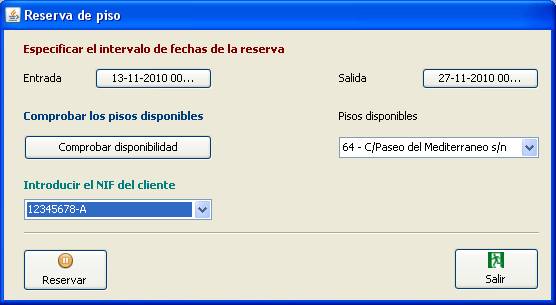 Reserva de piso
Especificar el intervalo de fechas de la reserva
Entrada
13-11-2010 00...
Salida
27-11-2010 00...
Comprobar los pisos disponibles
Pisos disponibles
Comprobar disponibilidad
64 - C/Paseo del Mediterraneo s/n
Introducir el NIF del cliente
12345678-A
Reservar
Salir